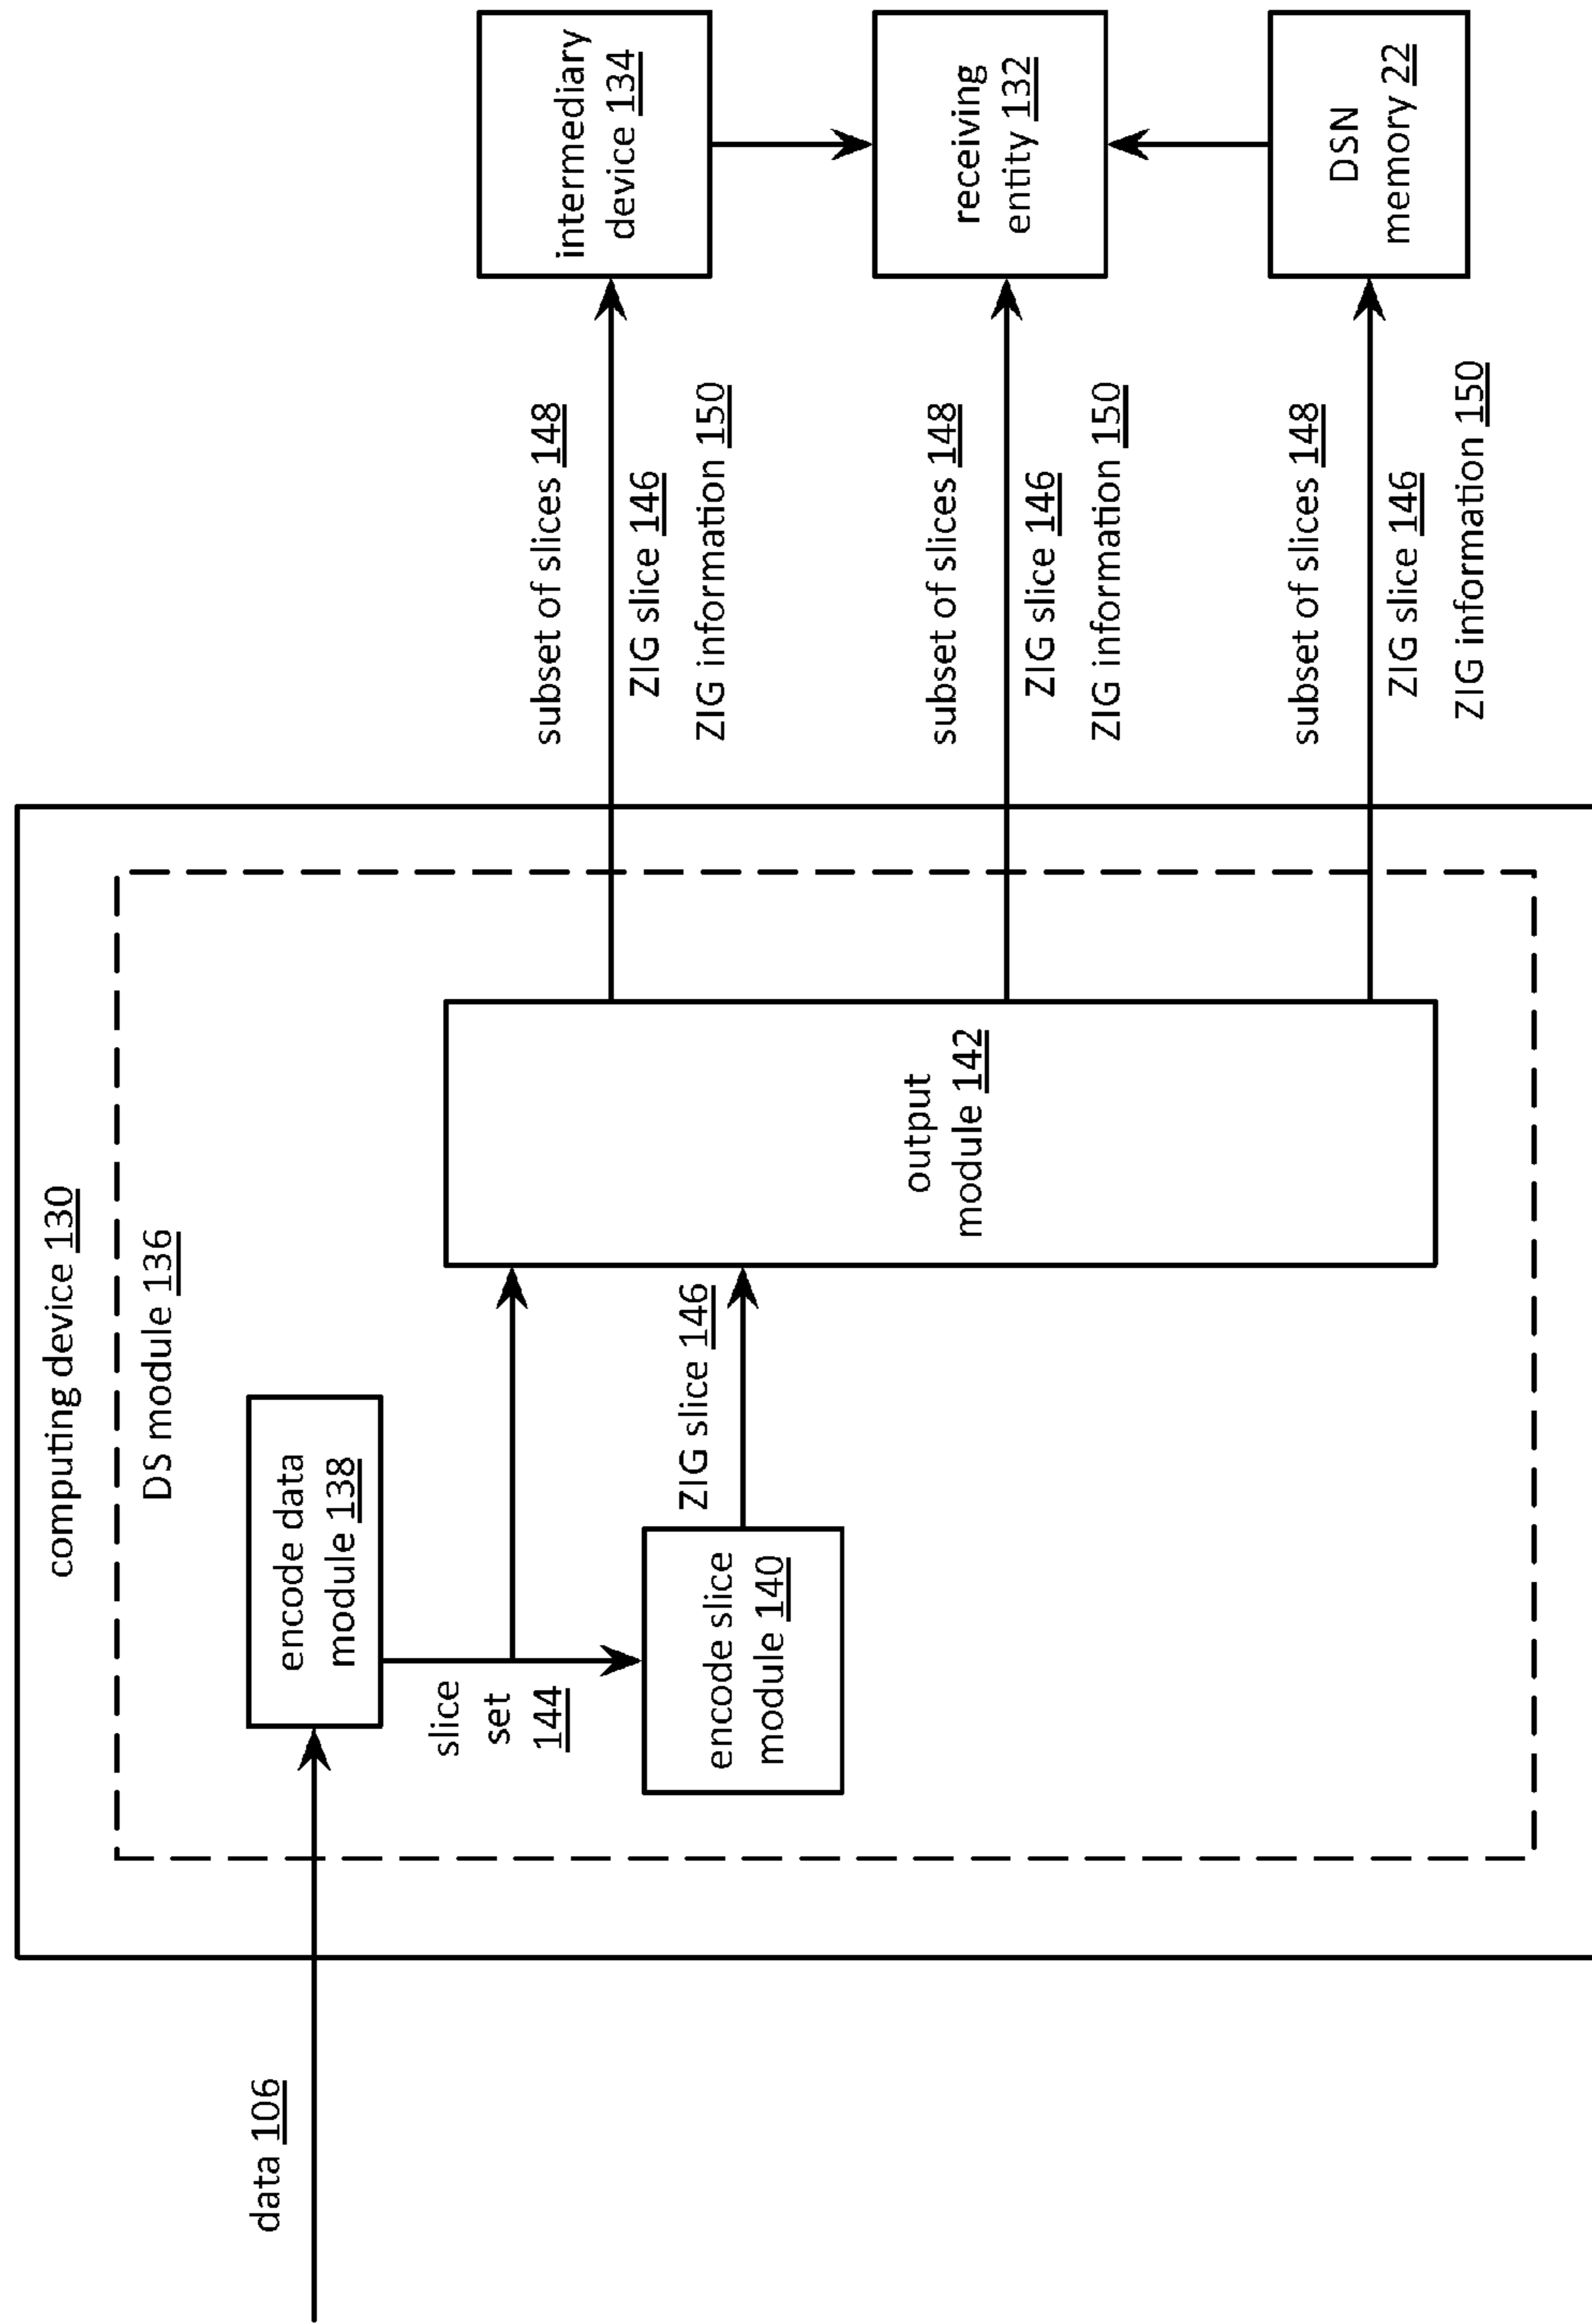 computing device 130
DS module 136
data 106
encode data
module 138
slice
set
144
encode slice
module 140
ZIG slice 146
output
module 142
subset of slices 148
ZIG slice 146
ZIG information 150
intermediary
device 134
subset of slices 148
ZIG slice 146
ZIG information 150
receiving
entity 132
subset of slices 148
ZIG slice 146
ZIG information 150
DSN
memory 22